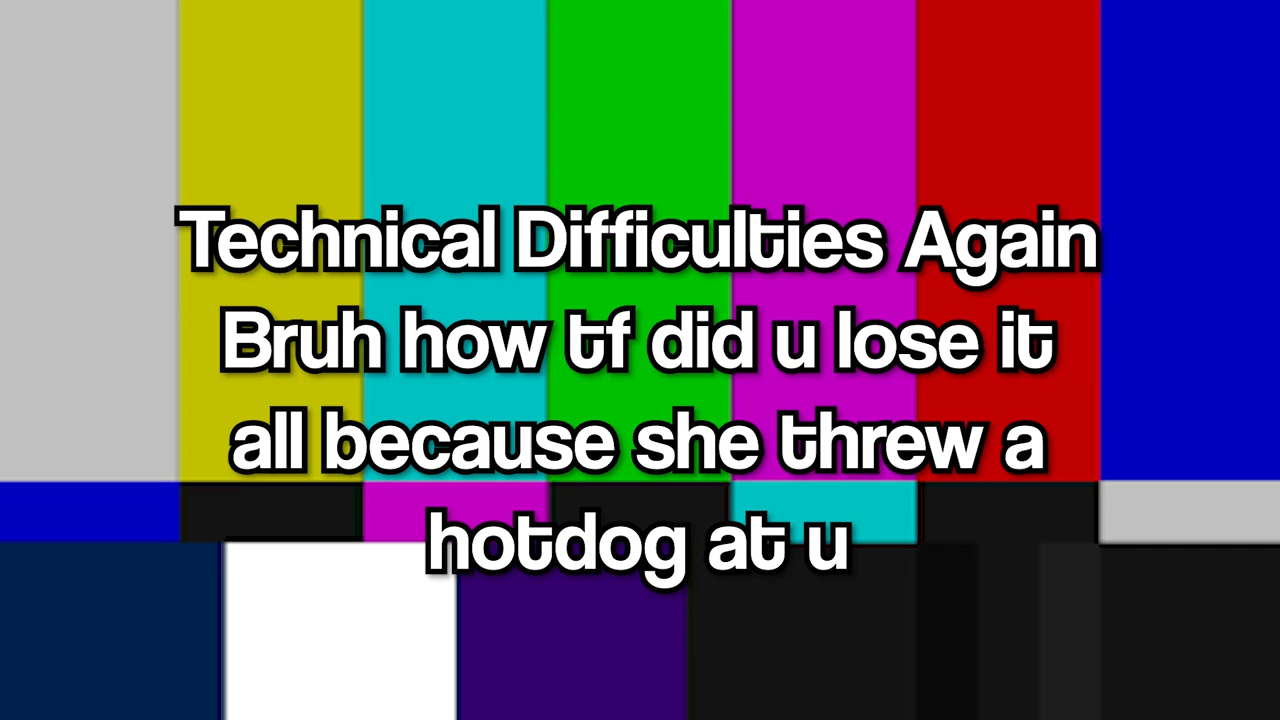 Technical Difficulties Again
Bruh how tf did u lose it
all because she threw a
hotdog at u